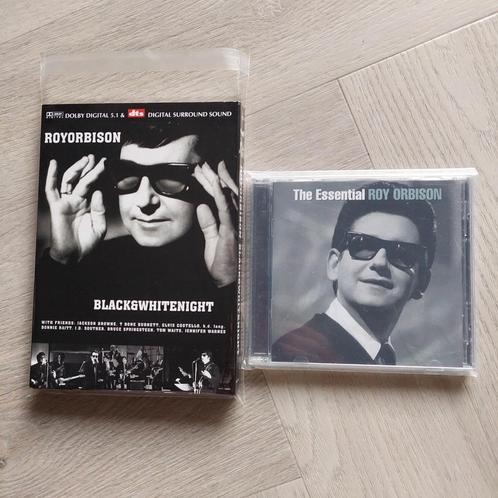 DOLBY DIGITAL 5.1 & dts DIGITAL SURROUND SOUND
ROYORBISON
BLACK&WHITENIGHT
WITH FRIENDS: JACKSON BROWNE, T BONE BURNETT, ELVIS COSTELLO, k.d. lang,
BONNIE RAITT, J.D. SOUTHER, BRUCE SPRINGSTEEN, TOM WAITS, JENNIFER WARNES
The Essential ROY ORBISON